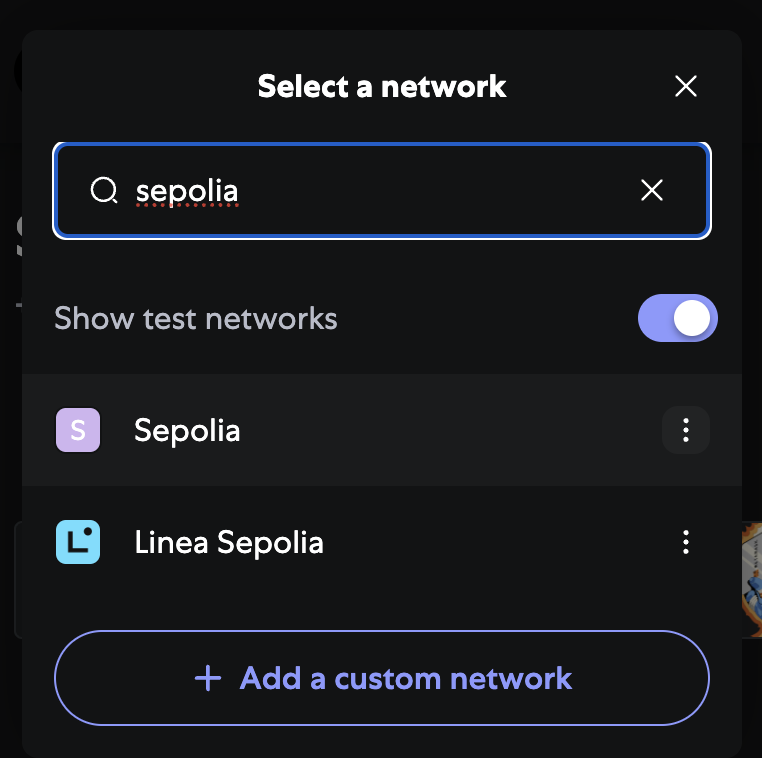 Select a network
sepolia
Show test networks
S
Sepolia
Linea Sepolia
+ Add a custom network